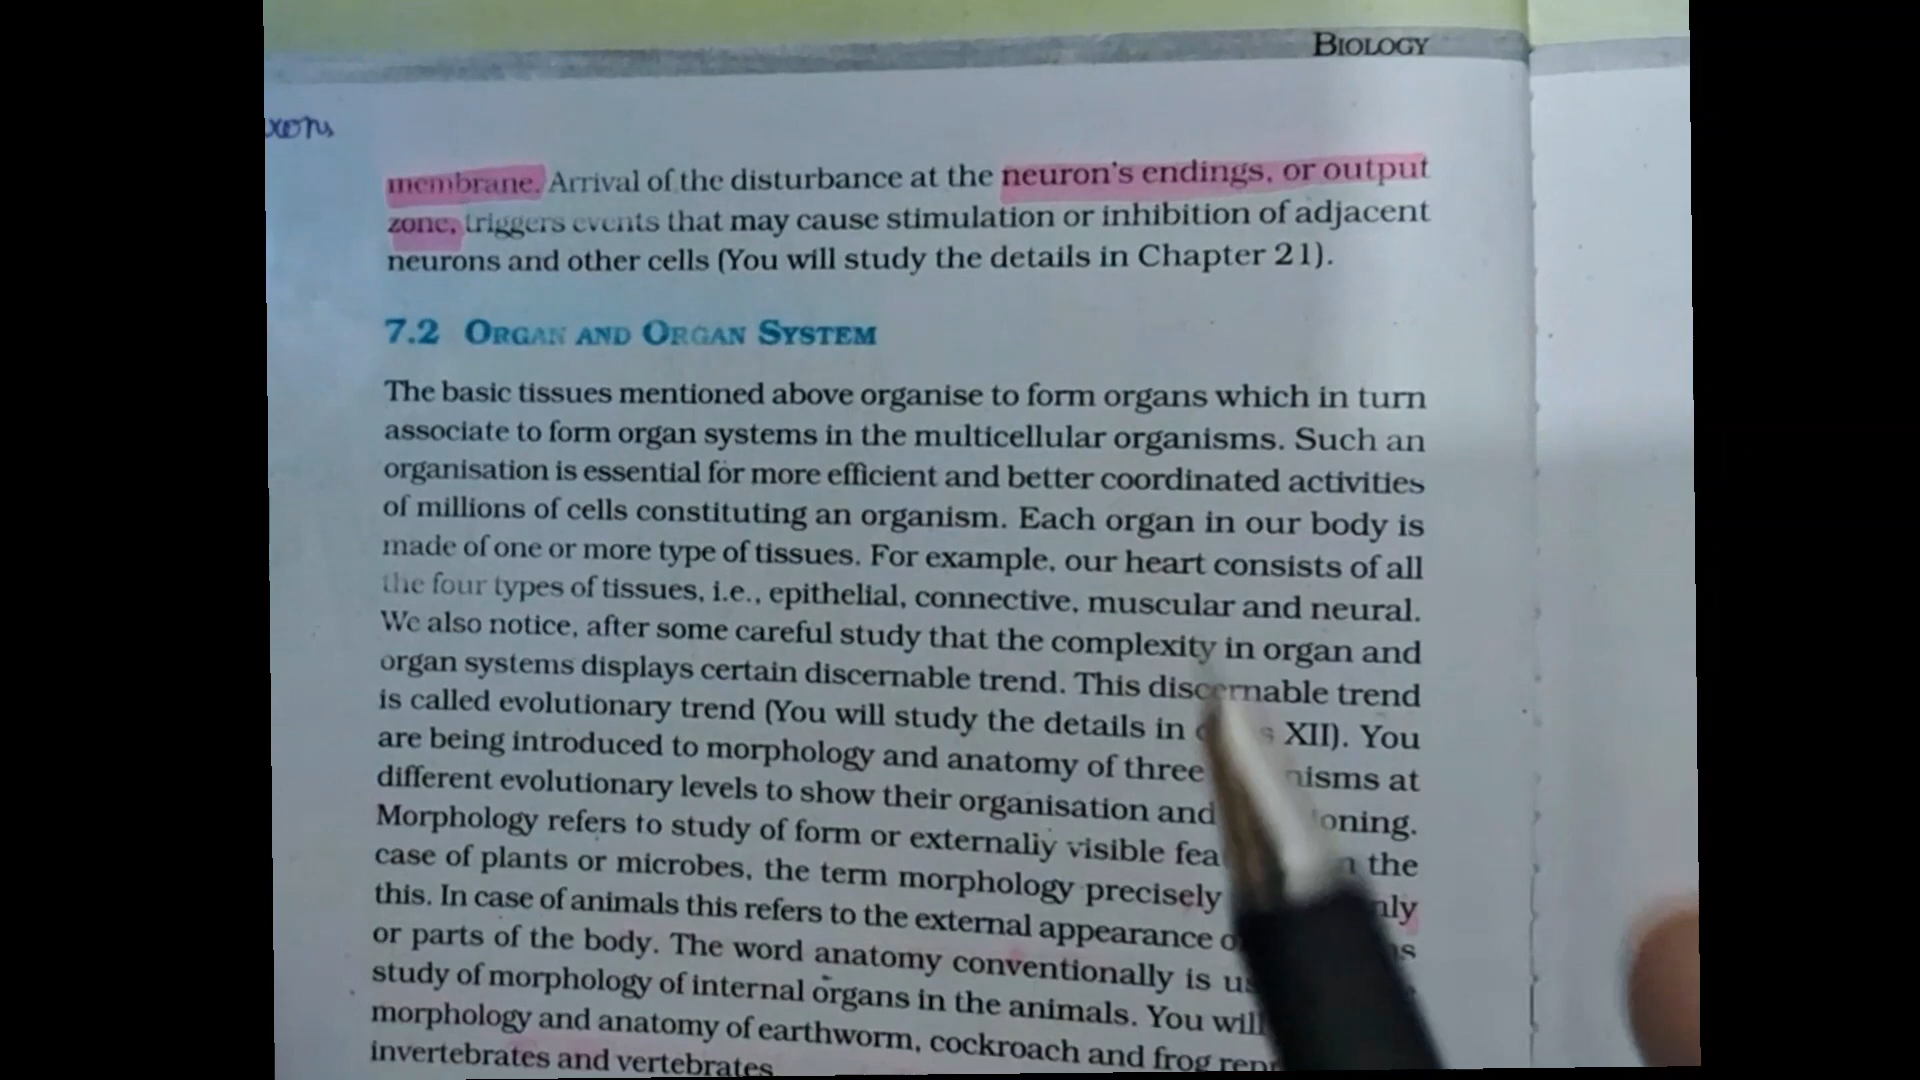 BIOLOGY
xons
membrane. Arrival of the disturbance at the neuron's endings, or output
zone, triggers events that may cause stimulation or inhibition of adjacent
neurons and other cells (You will study the details in Chapter 21).
7.2 ORGAN AND ORGAN SYSTEM
The basic tissues mentioned above organise to form organs which in turn
associate to form organ systems in the multicellular organisms. Such an
organisation is essential for more efficient and better coordinated activities
of millions of cells constituting an organism. Each organ in our body is
made of one or more type of tissues. For example, our heart consists of all
the four types of tissues, i.e., epithelial, connective, muscular and neural.
We also notice, after some careful study that the complexity in organ and
organ systems displays certain discernable trend. This discernable trend
is called evolutionary trend (You will study the details in XII). You
are being introduced to morphology and anatomy of three at
different evolutionary levels to show their organisation and
Morphology refers to study of form or externally visible the
case of plants or microbes, the term morphology precisely
this. In case of animals this refers to the external appearance
or parts of the body. The word anatomy conventionally is
study of morphology of internal organs in the animals. You will
morphology and anatomy of earthworm, cockroach and frog
invertebrates and vertebrates